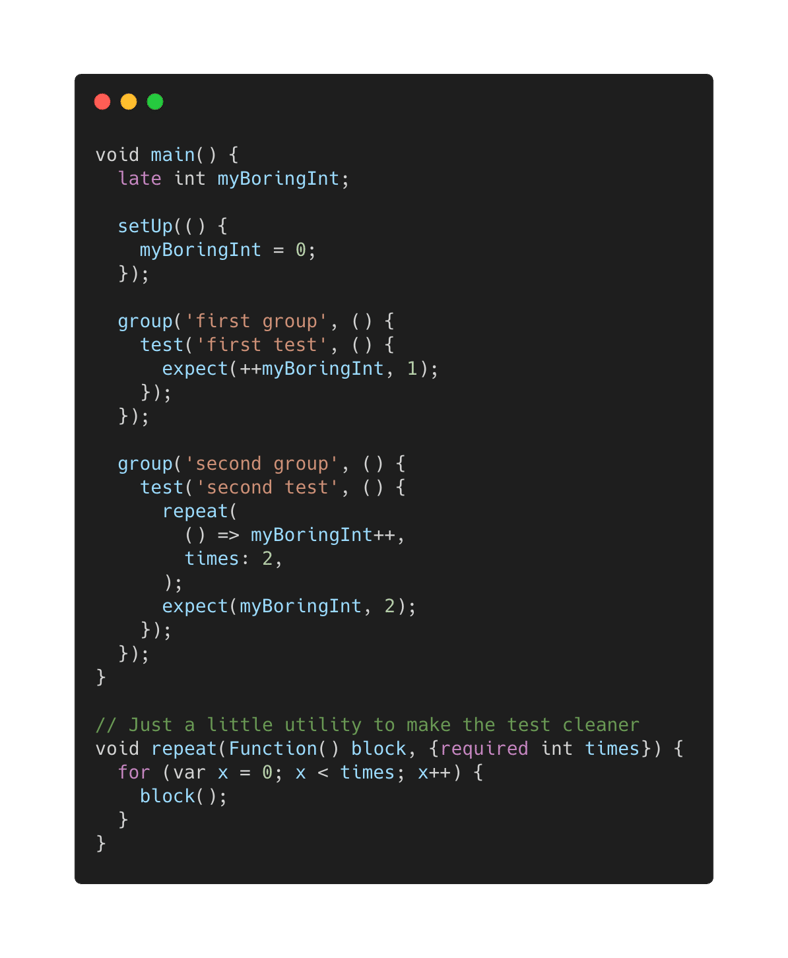 void main() {
  late int myBoringInt;

  setUp(() {
    myBoringInt = 0;
  });

  group('first group', () {
    test('first test', () {
      expect(++myBoringInt, 1);
    });
  });

  group('second group', () {
    test('second test', () {
      repeat(
        () => myBoringInt++,
        times: 2,
      );
      expect(myBoringInt, 2);
    });
  });
}

// Just a little utility to make the test cleaner
void repeat(Function() block, {required int times}) {
  for (var x = 0; x < times; x++) {
    block();
  }
}